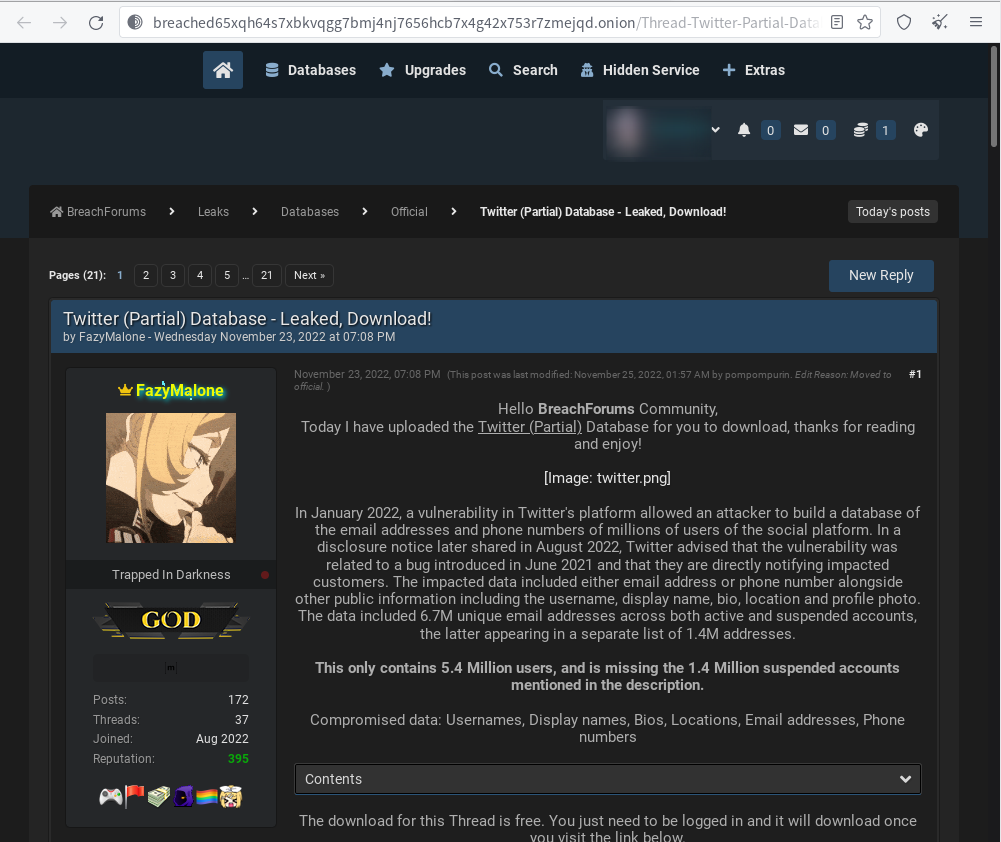 breached65xqh64s7xbkvqgg7bmj4nj7656hcb7x4g42x753r7zmejqd.onion/Thread-Twitter-Partial-Data
Databases Upgrades Search Hidden Service Extras
0 0 1
BreachForums Leaks Databases Official Twitter (Partial) Database - Leaked, Download! Today's posts
Pages (21): 1 2 3 4 5 ... 21 Next » New Reply
Twitter (Partial) Database - Leaked, Download!
by FazyMalone - Wednesday November 23, 2022 at 07:08 PM
FazyMalone
Trapped In Darkness
GOD
m
Posts: 172
Threads: 37
Joined: Aug 2022
Reputation: 395
November 23, 2022, 07:08 PM (This post was last modified: November 25, 2022, 01:57 AM by pompompurin. Edit Reason: Moved to
official. ) #1
Hello BreachForums Community,
Today I have uploaded the Twitter (Partial) Database for you to download, thanks for reading
and enjoy!
[Image: twitter.png]
In January 2022, a vulnerability in Twitter's platform allowed an attacker to build a database of
the email addresses and phone numbers of millions of users of the social platform. In a
disclosure notice later shared in August 2022, Twitter advised that the vulnerability was
related to a bug introduced in June 2021 and that they are directly notifying impacted
customers. The impacted data included either email address or phone number alongside
other public information including the username, display name, bio, location and profile photo.
The data included 6.7M unique email addresses across both active and suspended accounts,
the latter appearing in a separate list of 1.4M addresses.
This only contains 5.4 Million users, and is missing the 1.4 Million suspended accounts
mentioned in the description.
Compromised data: Usernames, Display names, Bios, Locations, Email addresses, Phone
numbers
Contents
The download for this Thread is free. You just need to be logged in and it will download once
you visit the link below.